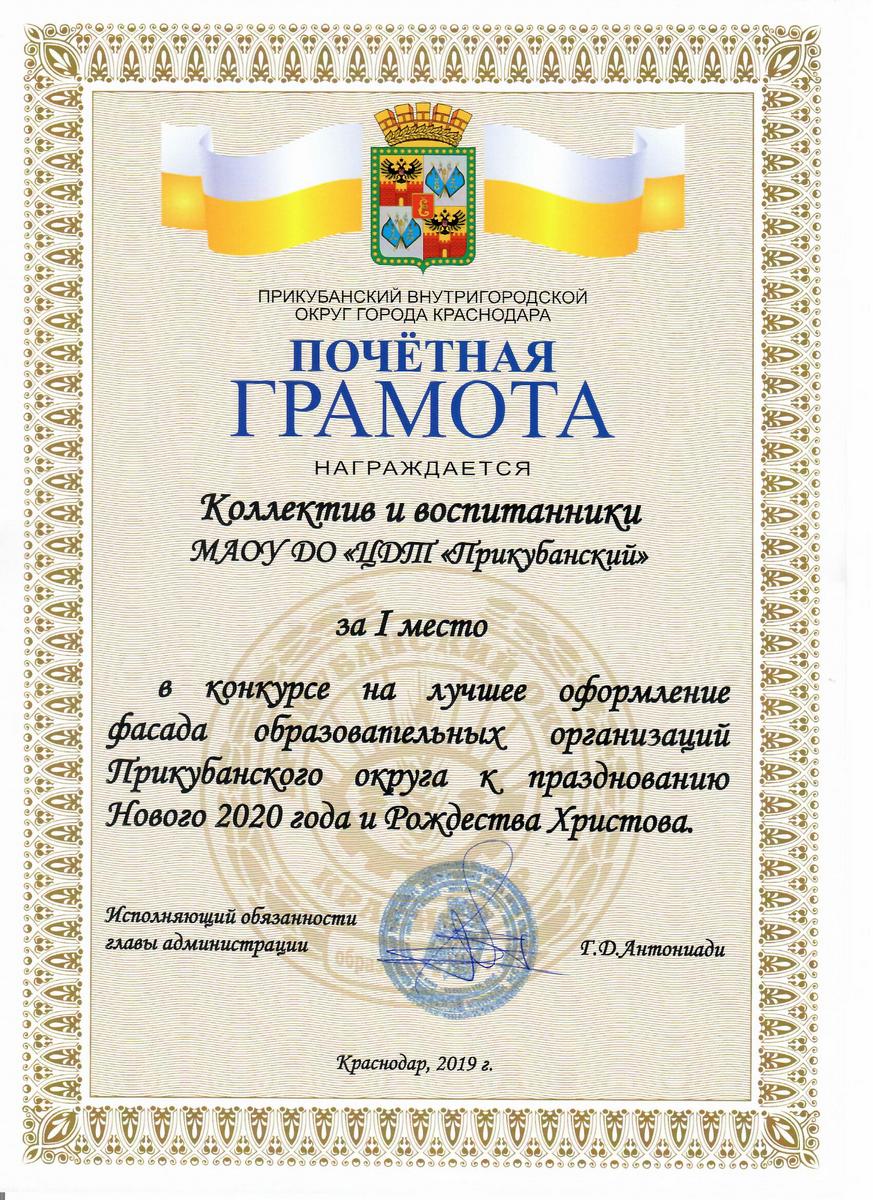 ПРИКУБАНСКИЙ ВНУТРИГОРОДСКОЙ
ОКРУГ ГОРОДА КРАСНОДАРА
ПОЧЁТНАЯ
ГРАМОТА
НАГРАЖДАЕТСЯ
Коллектив и воспитанники
МАОУ ДО «ЦДТ «Прикубанский»
за I место
в конкурсе на лучшее оформление
фасада образовательных организаций
Прикубанского округа к празднованию
Нового 2020 года и Рождества Христова.
Исполняющий обязанности
главы администрации
Г.Д.Антониади
Краснодар, 2019 г.